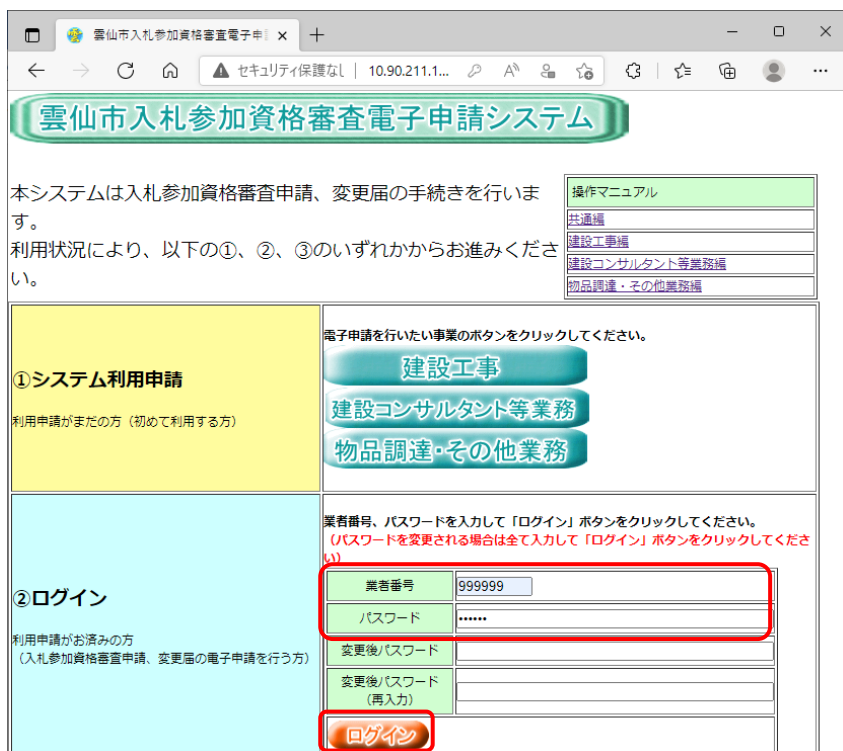 雲仙市入札参加資格審査電子申
セキュリティ保護なし 10.90.211.1...
雲仙市入札参加資格審査電子申請システム
本システムは入札参加資格審査申請、変更届の手続きを行いま
す。
利用状況により、以下の①、②、③のいずれかからお進みくださ
い。
操作マニュアル
共通編
建設工事編
建設コンサルタント等業務編
物品調達・その他業務編
①システム利用申請
利用申請がまだの方（初めて利用する方）
電子申請を行いたい事業のボタンをクリックしてください。
建設工事
建設コンサルタント等業務
物品調達・その他業務
②ログイン
利用申請がお済みの方
（入札参加資格審査申請、変更届の電子申請を行う方）
業者番号、パスワードを入力して「ログイン」ボタンをクリックしてください。
（パスワードを変更される場合は全て入力して「ログイン」ボタンをクリックしてくださ
い）
業者番号 999999
パスワード ••••••
変更後パスワード
変更後パスワード
（再入力）
ログイン